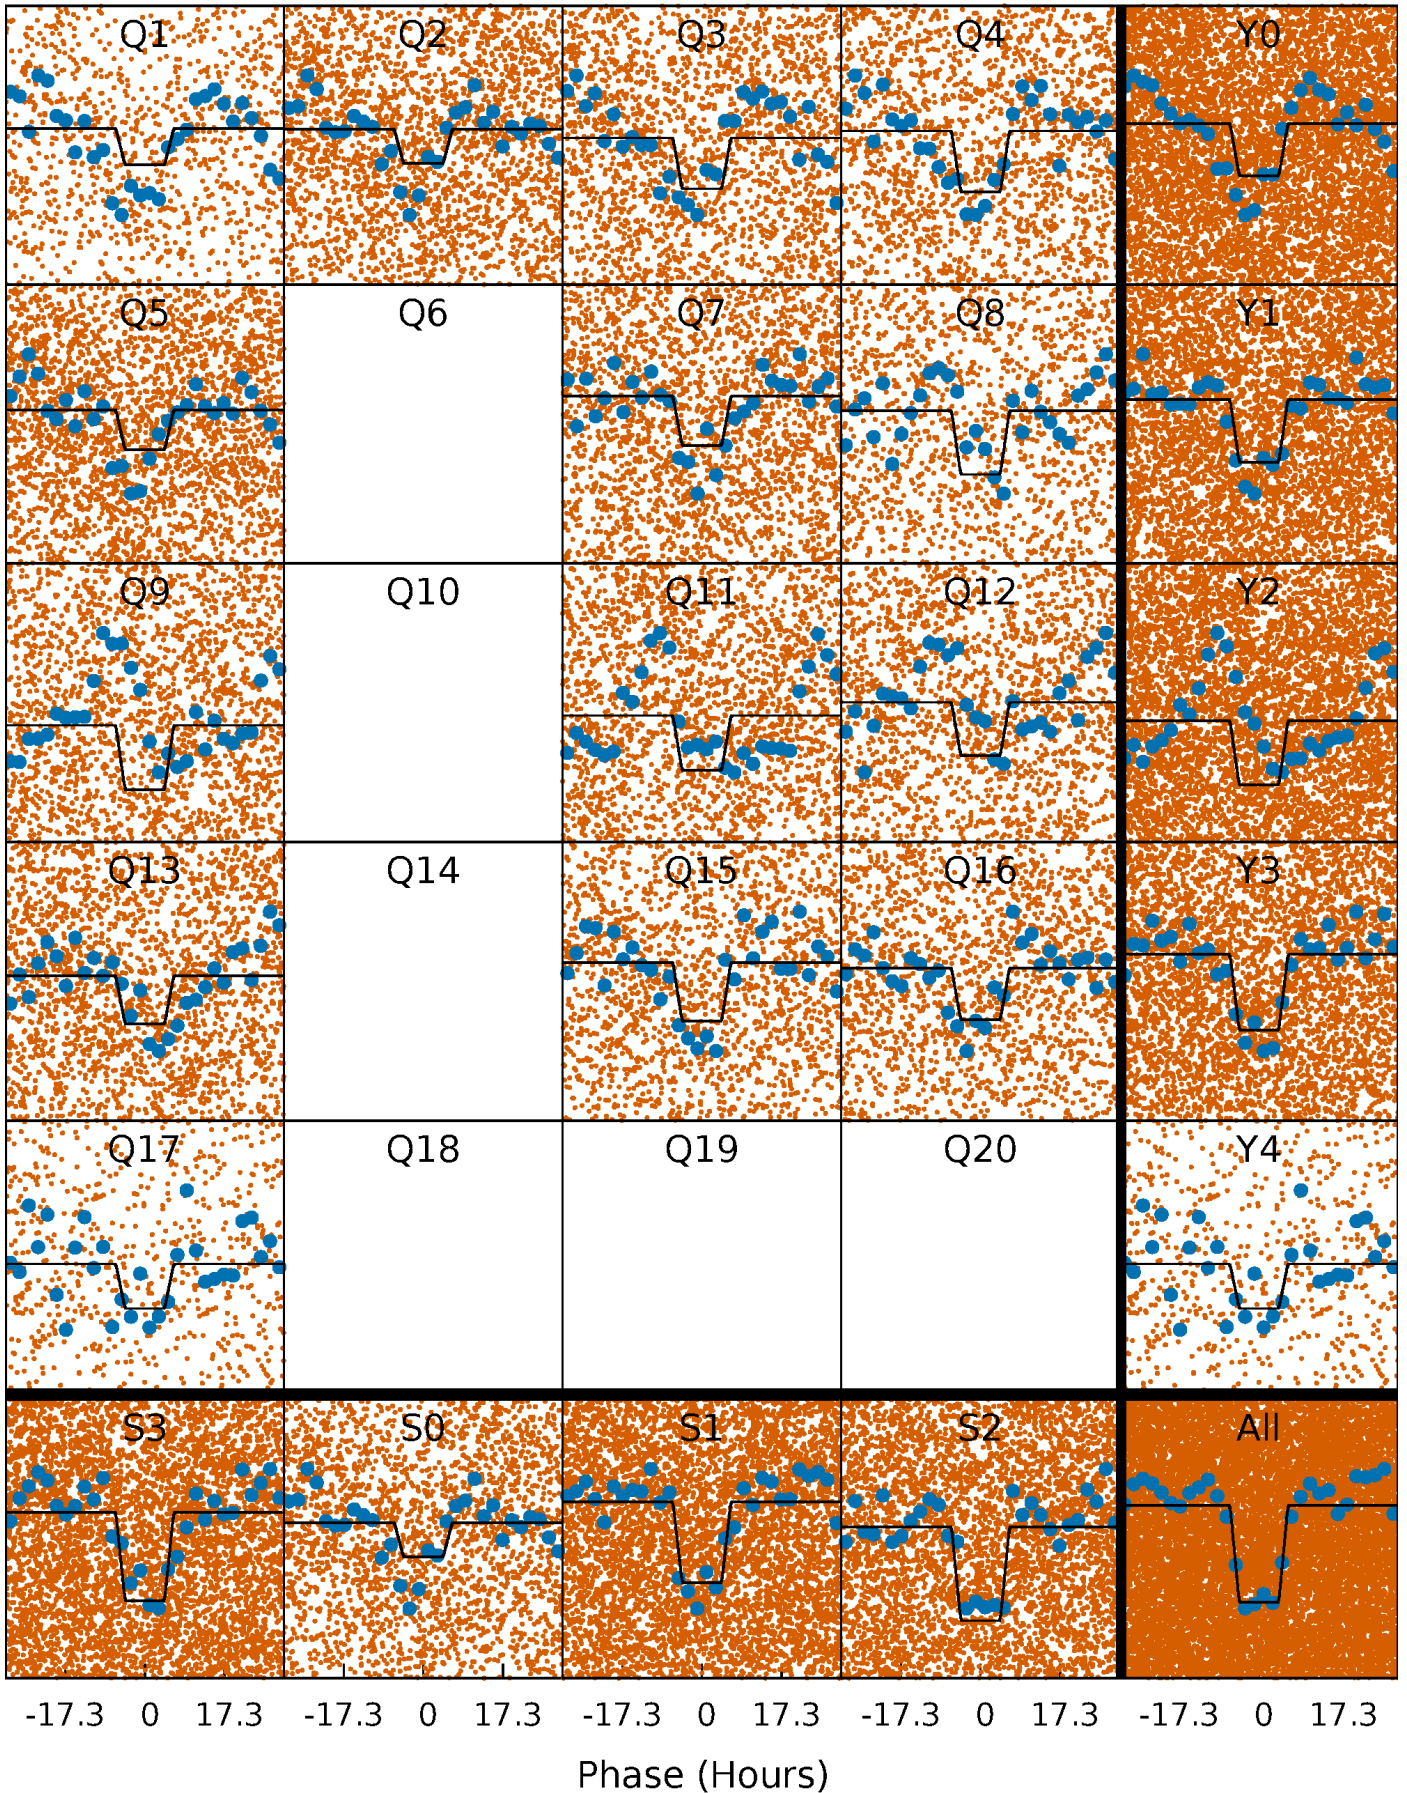 Q1 Q2 Q3 Q4 Y0
Q5 Q6 Q7 Q8 Y1
Q9 Q10 Q11 Q12 Y2
Q13 Q14 Q15 Q16 Y3
Q17 Q18 Q19 Q20 Y4
S3 S0 S1 S2 All
-17.3 0 17.3 -17.3 0 17.3 -17.3 0 17.3 -17.3 0 17.3 -17.3 0 17.3
Phase (Hours)